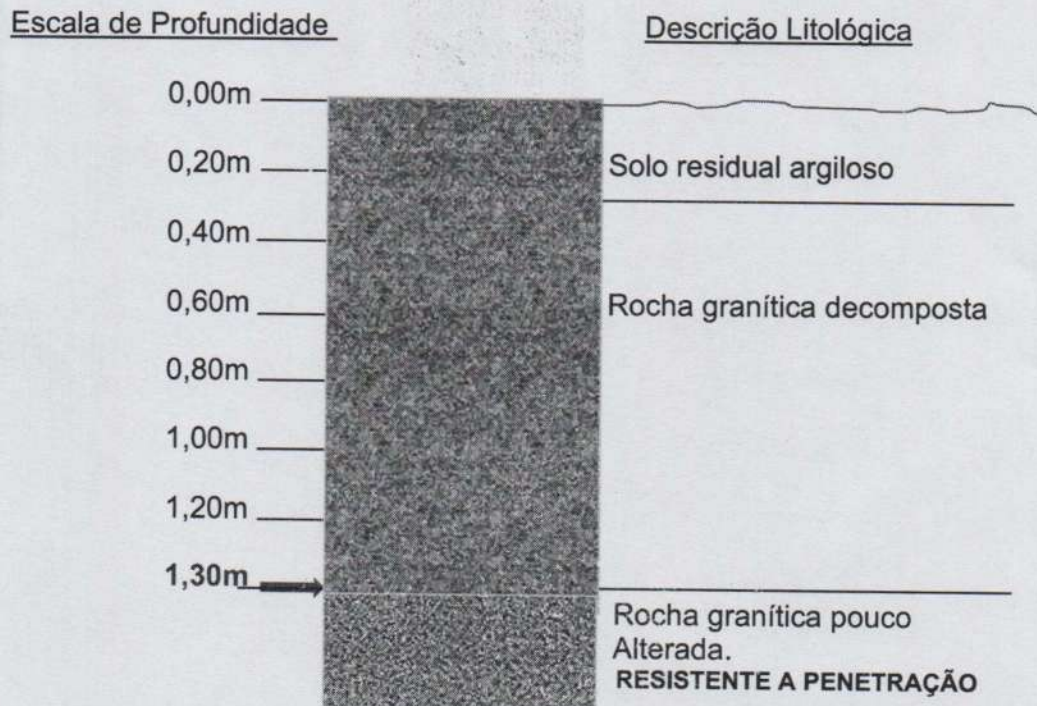 Escala de Profundidade
Descrição Litológica
0,00m
0,20m
Solo residual argiloso
0,40m
0,60m
Rocha granítica decomposta
0,80m
1,00m
1,20m
1,30m
Rocha granítica pouco
Alterada.
RESISTENTE A PENETRAÇÃO